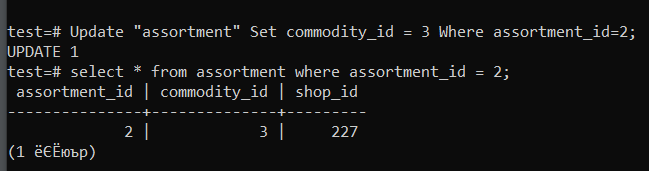 test=# Update "assortment" Set commodity_id = 3 Where assortment_id=2;
UPDATE 1
test=# select * from assortment where assortment_id = 2;
 assortment_id | commodity_id | shop_id
---------------+--------------+---------
             2 |            3 |     227
(1 ёЄЁюър)